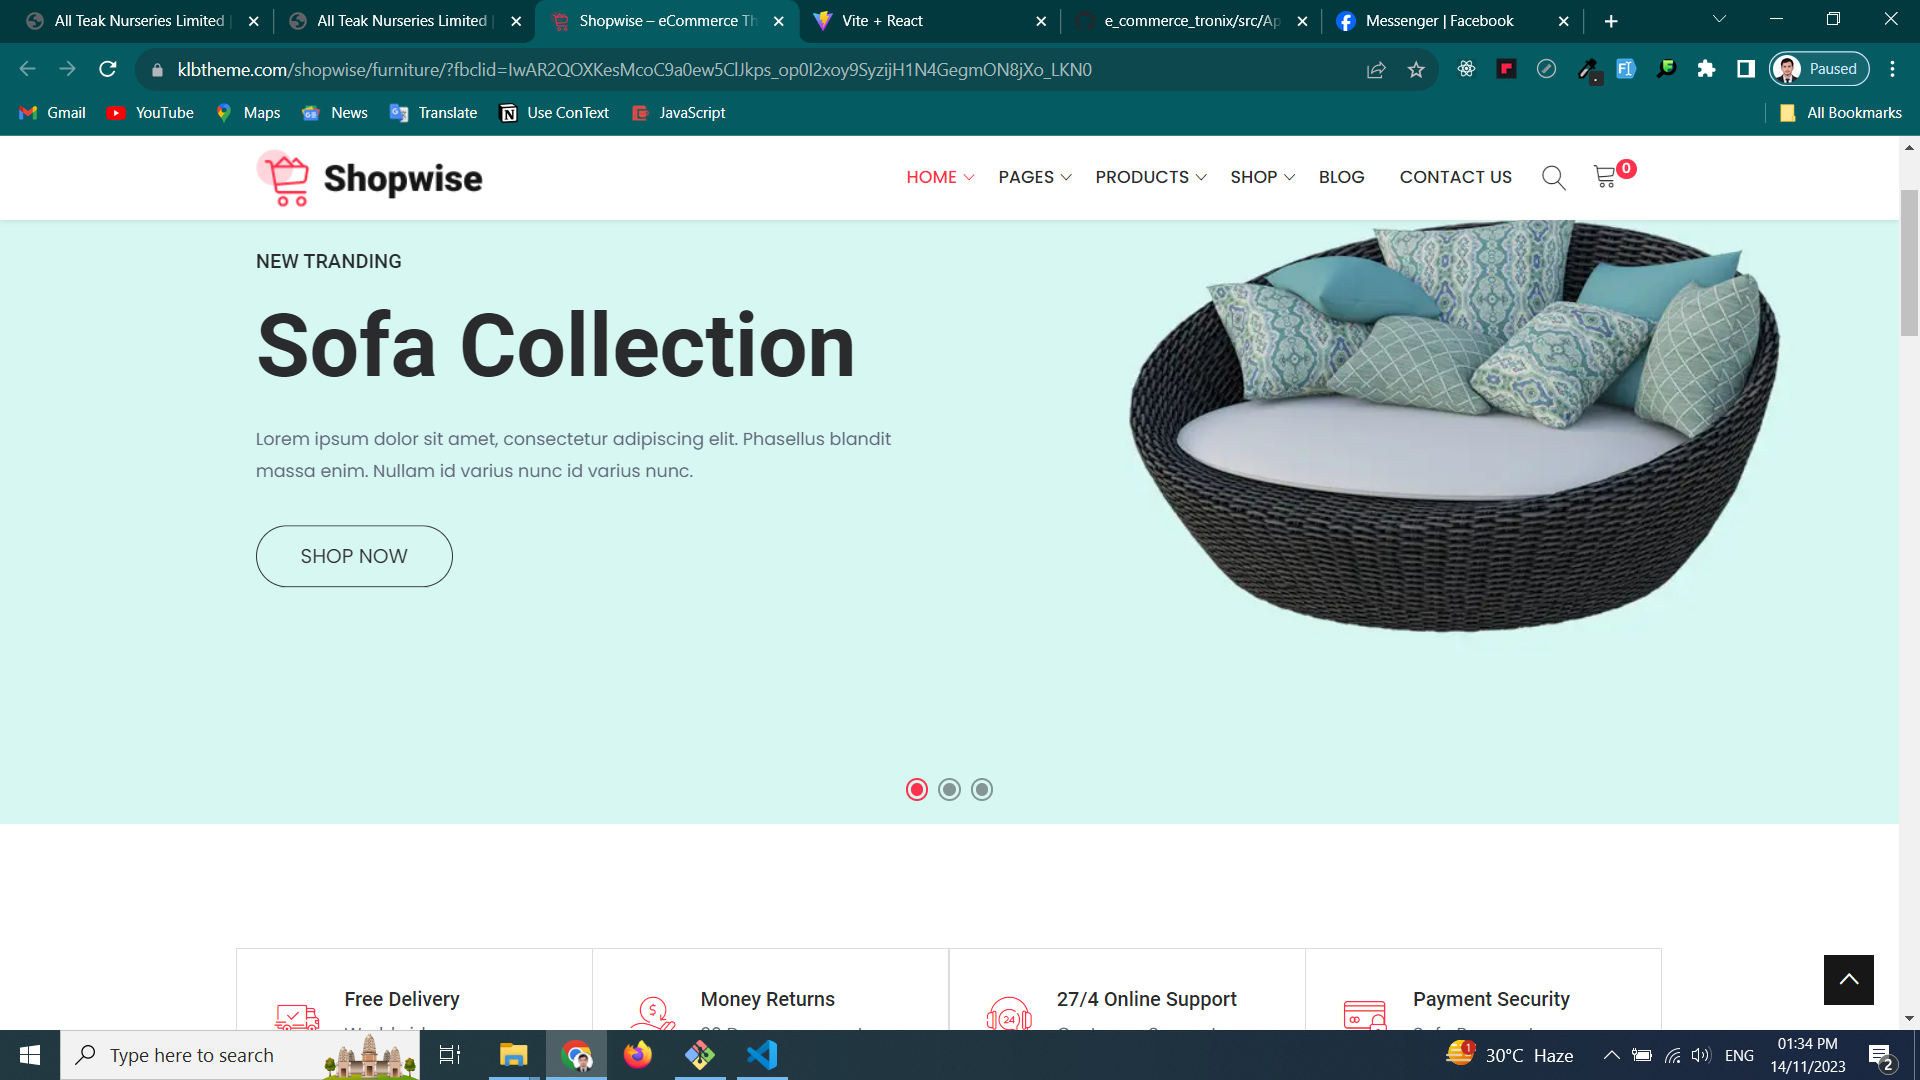 All Teak Nurseries Limited |
All Teak Nurseries Limited |
Shopwise – eCommerce Th
Vite + React
e_commerce_tronix/src/Ap
Messenger | Facebook
klbtheme.com/shopwise/furniture/?fbclid=IwAR2QOXKesMcoC9a0ew5ClJkps_op0I2xoy9SyzijH1N4GegmON8jXo_LKN0
Paused
Gmail
YouTube
Maps
News
Translate
Use ConText
JavaScript
All Bookmarks
Shopwise
HOME
PAGES
PRODUCTS
SHOP
BLOG
CONTACT US
0
NEW TRANDING
Sofa Collection
Lorem ipsum dolor sit amet, consectetur adipiscing elit. Phasellus blandit
massa enim. Nullam id varius nunc id varius nunc.
SHOP NOW
Free Delivery
Money Returns
27/4 Online Support
24
Payment Security
Type here to search
1
30°C Haze
ENG
01:34 PM
14/11/2023
2